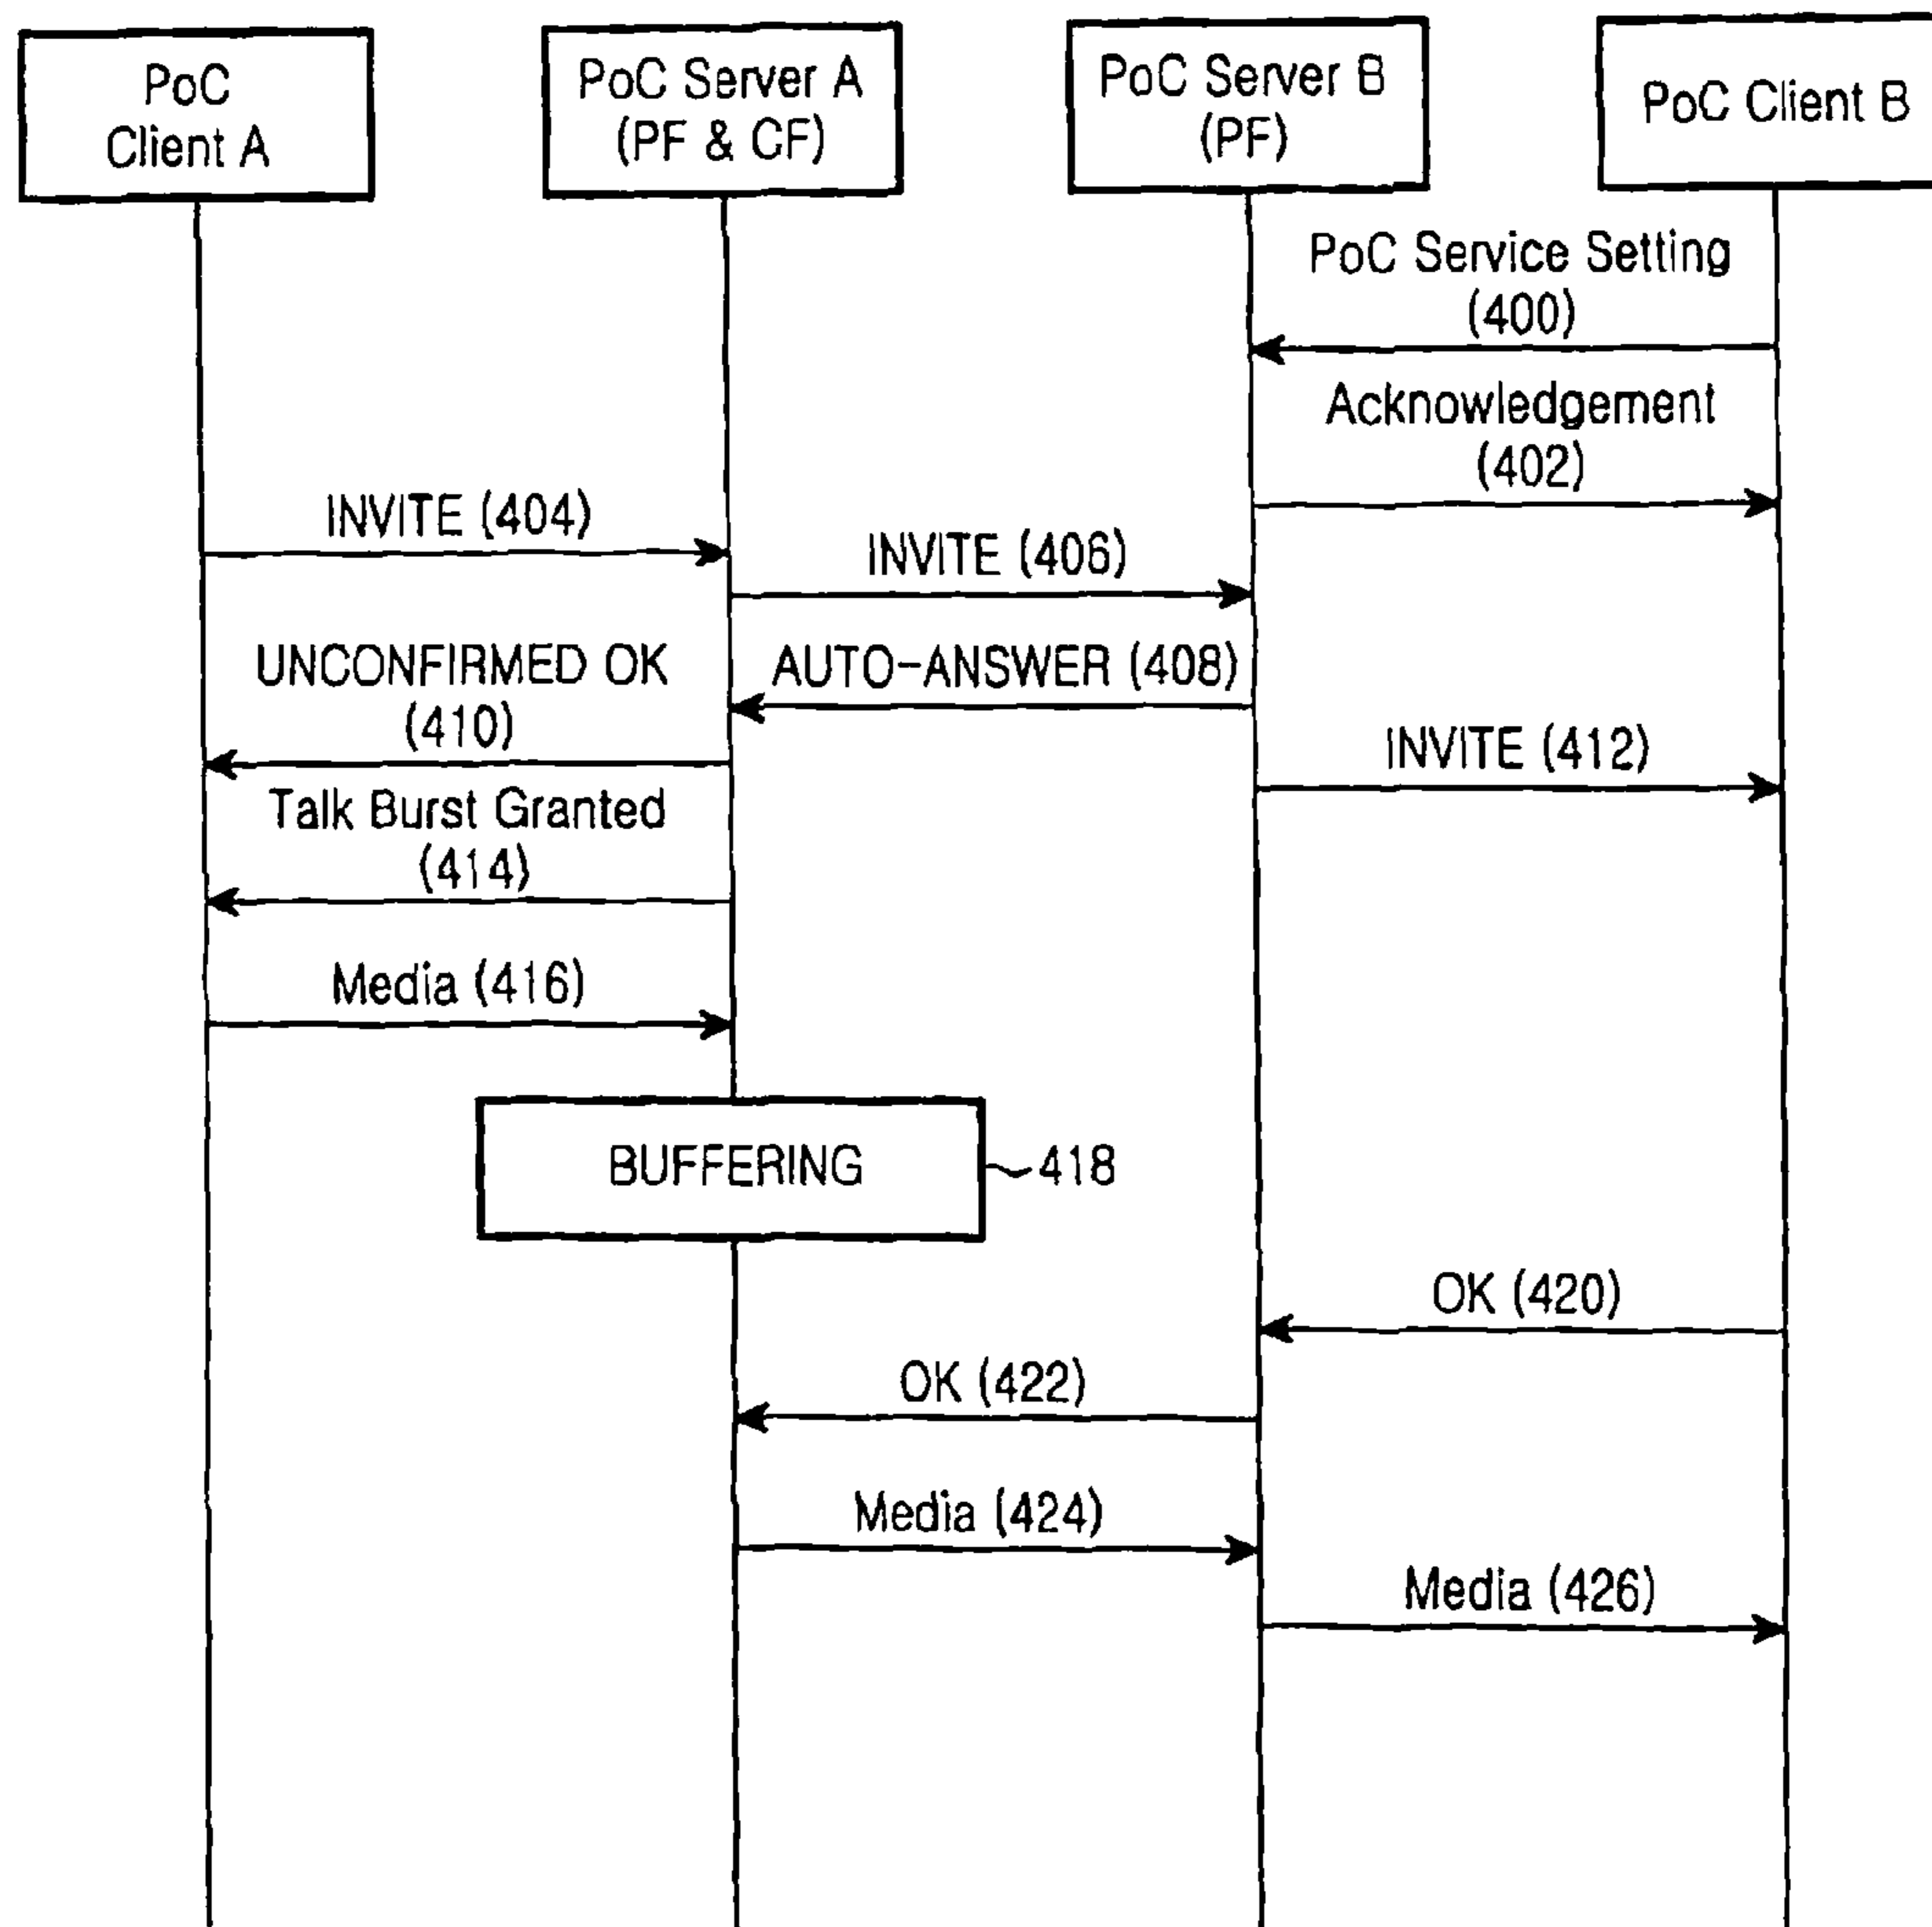 PoC
Client A
PoC Server A
(PF & CF)
PoC Server B
(PF)
PoC Client B
PoC Service Setting
(400)
Acknowledgement
(402)
INVITE (404)
INVITE (406)
UNCONFIRMED OK
(410)
AUTO-ANSWER (408)
INVITE (412)
Talk Burst Granted
(414)
Media (416)
BUFFERING
418
OK (420)
OK (422)
Media (424)
Media (426)